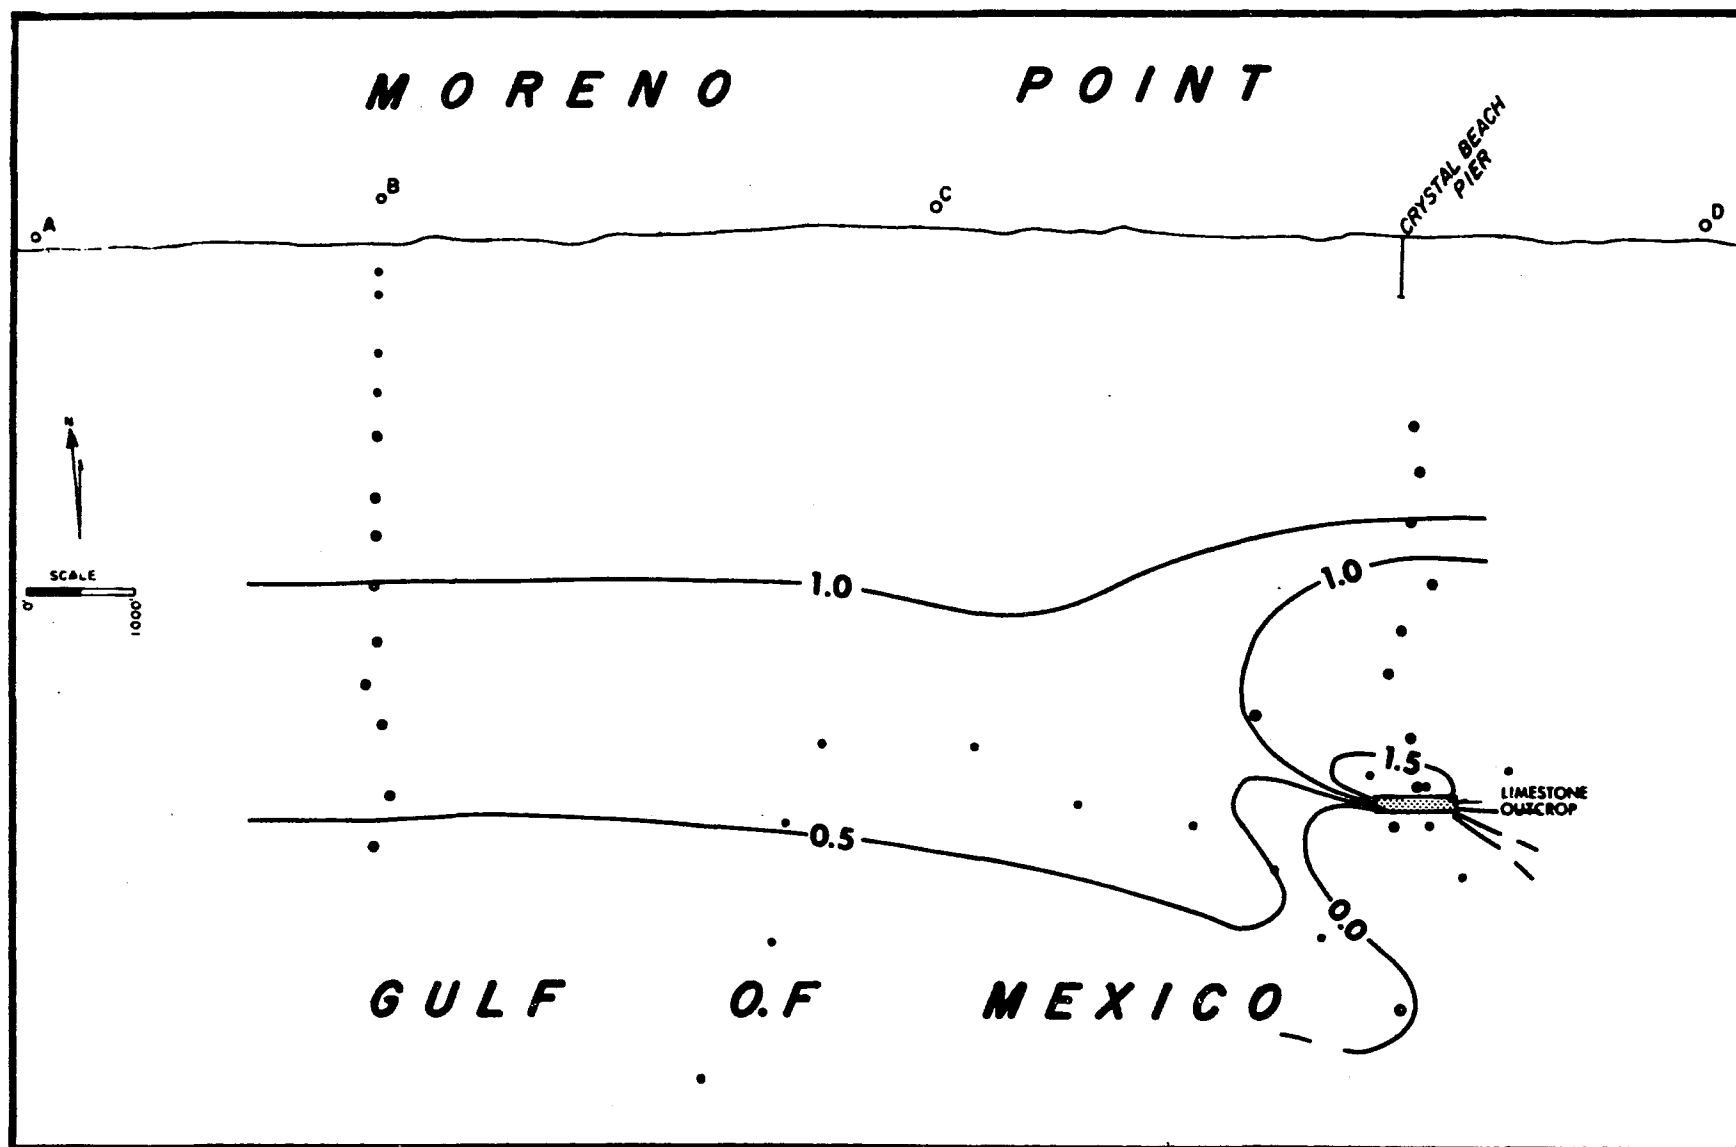 MORENO POINT
CRYSTAL BEACH
PIER
A
B
C
D
N
SCALE
0'
1000'
1.0
1.0
1.5
LIMESTONE
OUTCROP
0.5
0.0
GULF O.F MEXICO